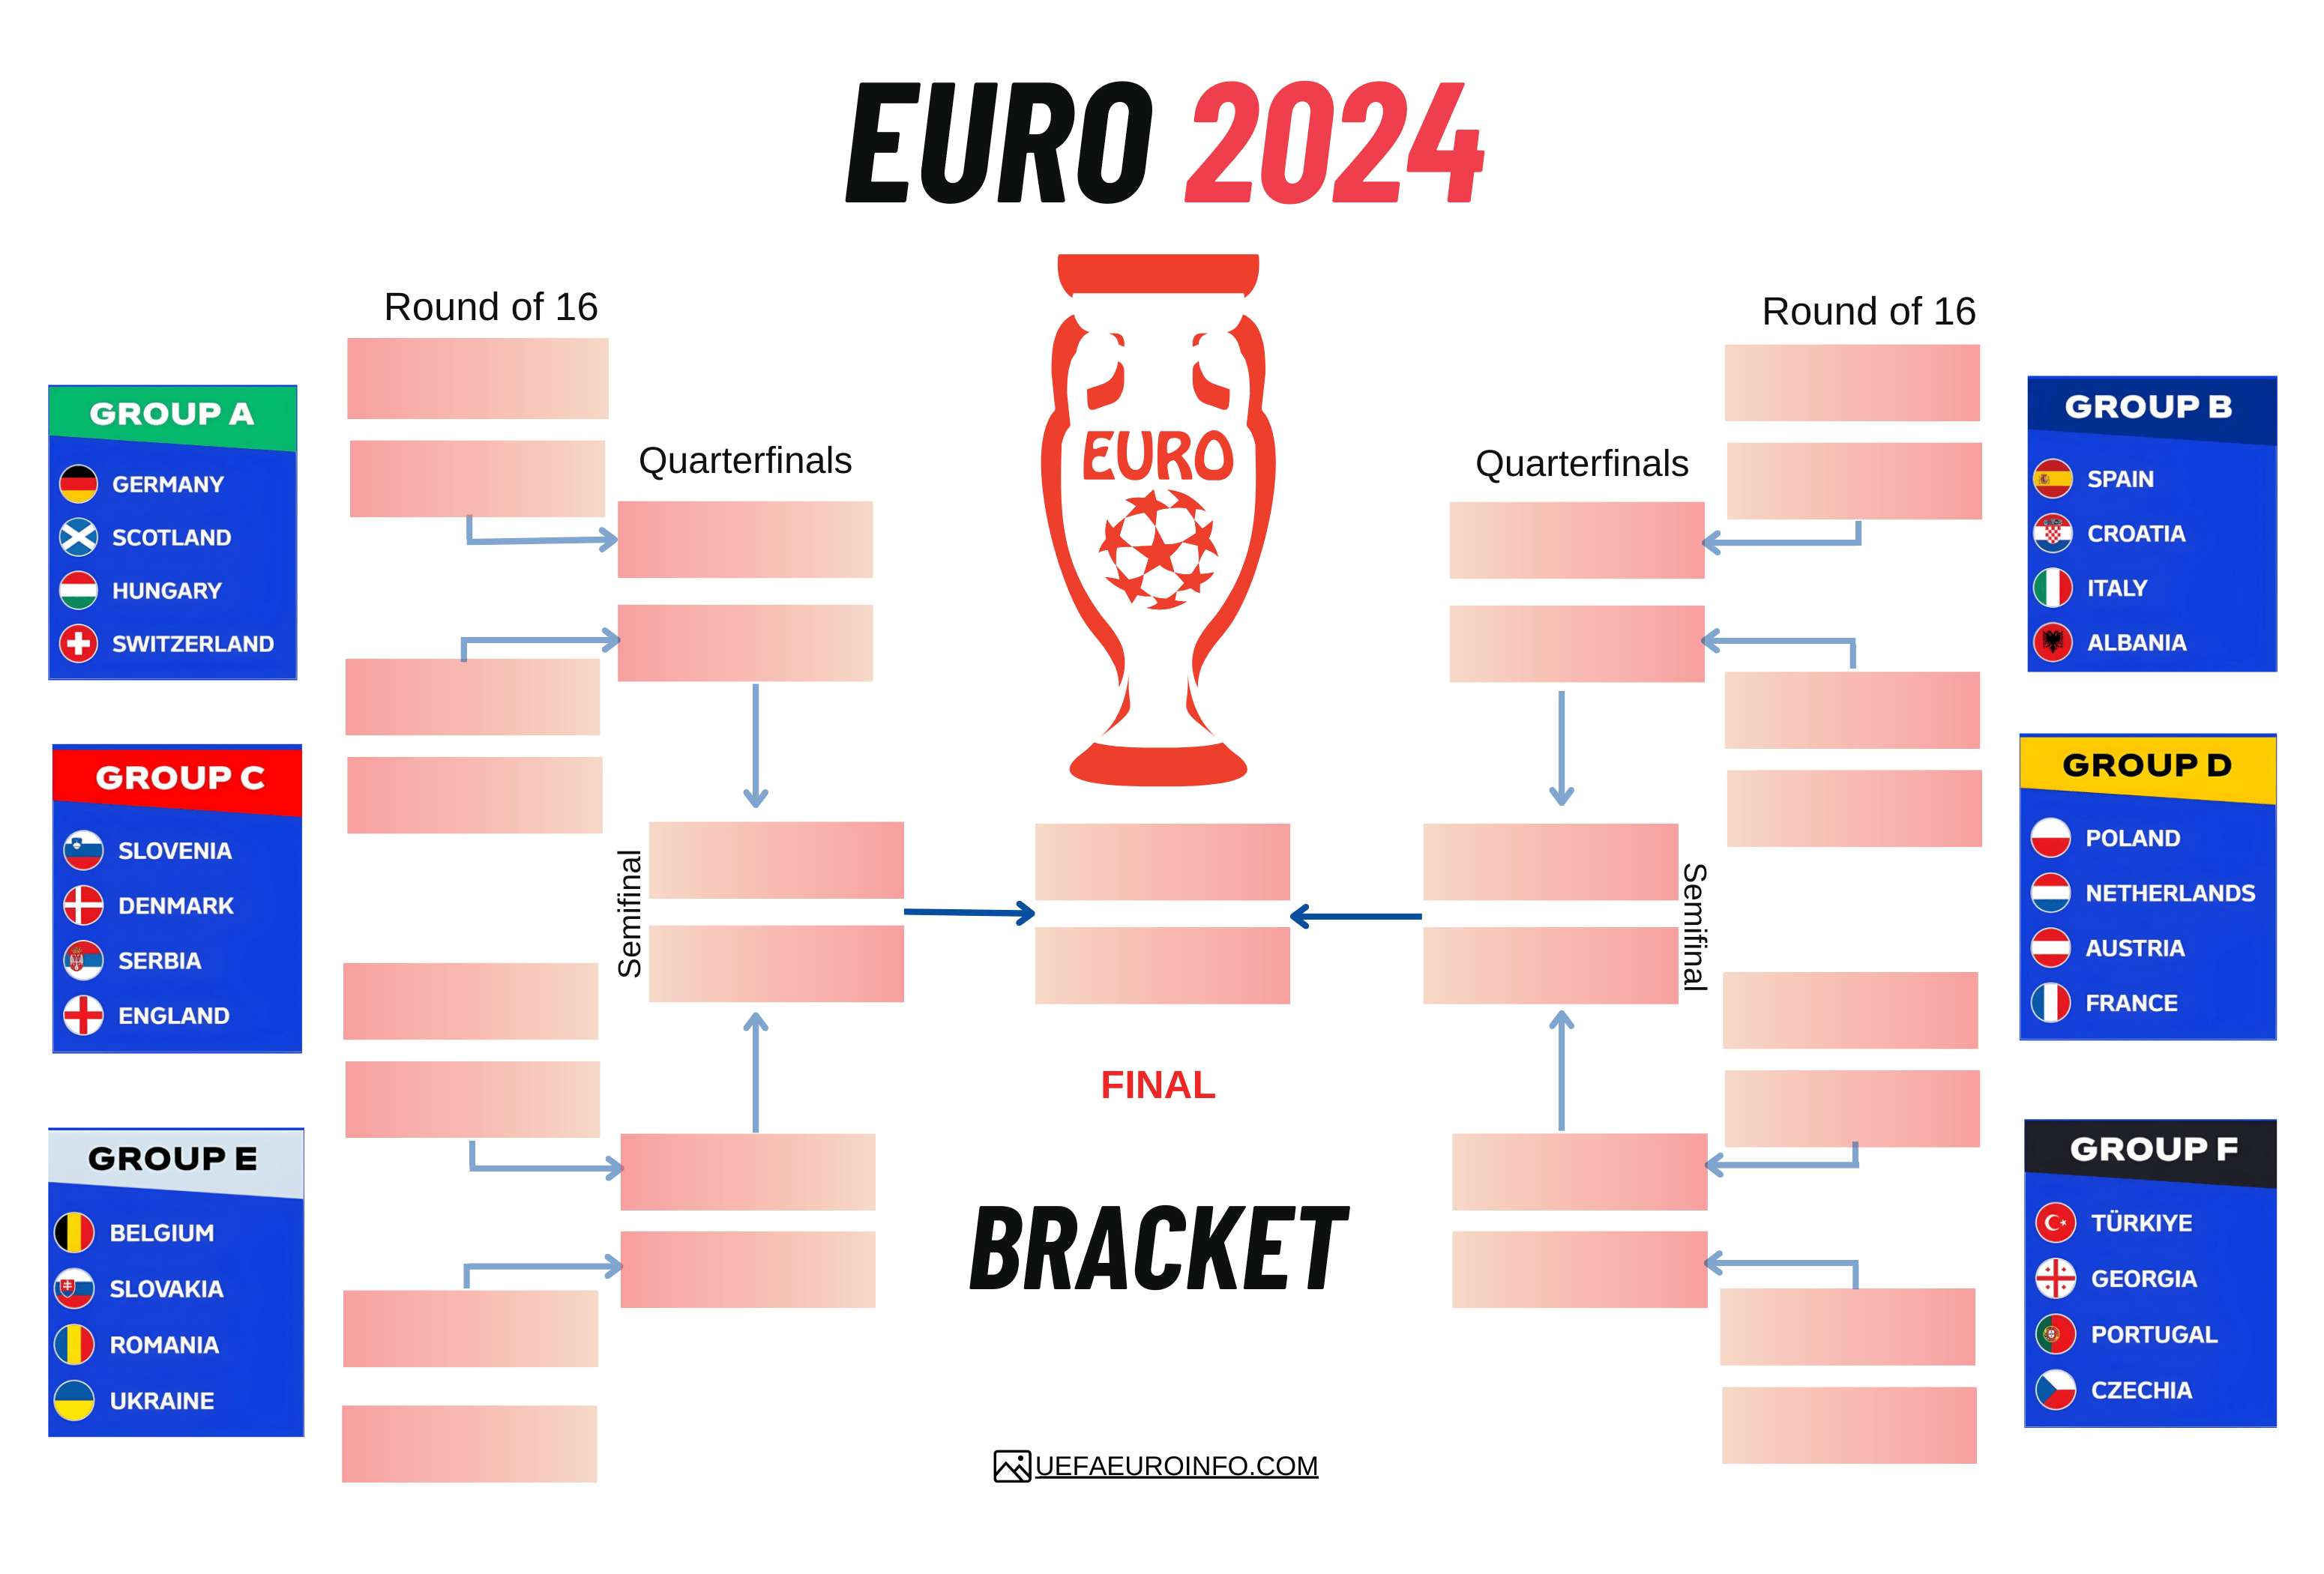 EURO 2024
Round of 16
Round of 16
GROUP A
GERMANY
SCOTLAND
HUNGARY
SWITZERLAND
Quarterfinals
EURO
Quarterfinals
GROUP B
SPAIN
CROATIA
ITALY
ALBANIA
GROUP C
SLOVENIA
DENMARK
SERBIA
ENGLAND
Semifinal
Semifinal
GROUP D
POLAND
NETHERLANDS
AUSTRIA
FRANCE
FINAL
GROUP E
BELGIUM
SLOVAKIA
ROMANIA
UKRAINE
BRACKET
GROUP F
TÜRKIYE
GEORGIA
PORTUGAL
CZECHIA
UEFAEUROINFO.COM